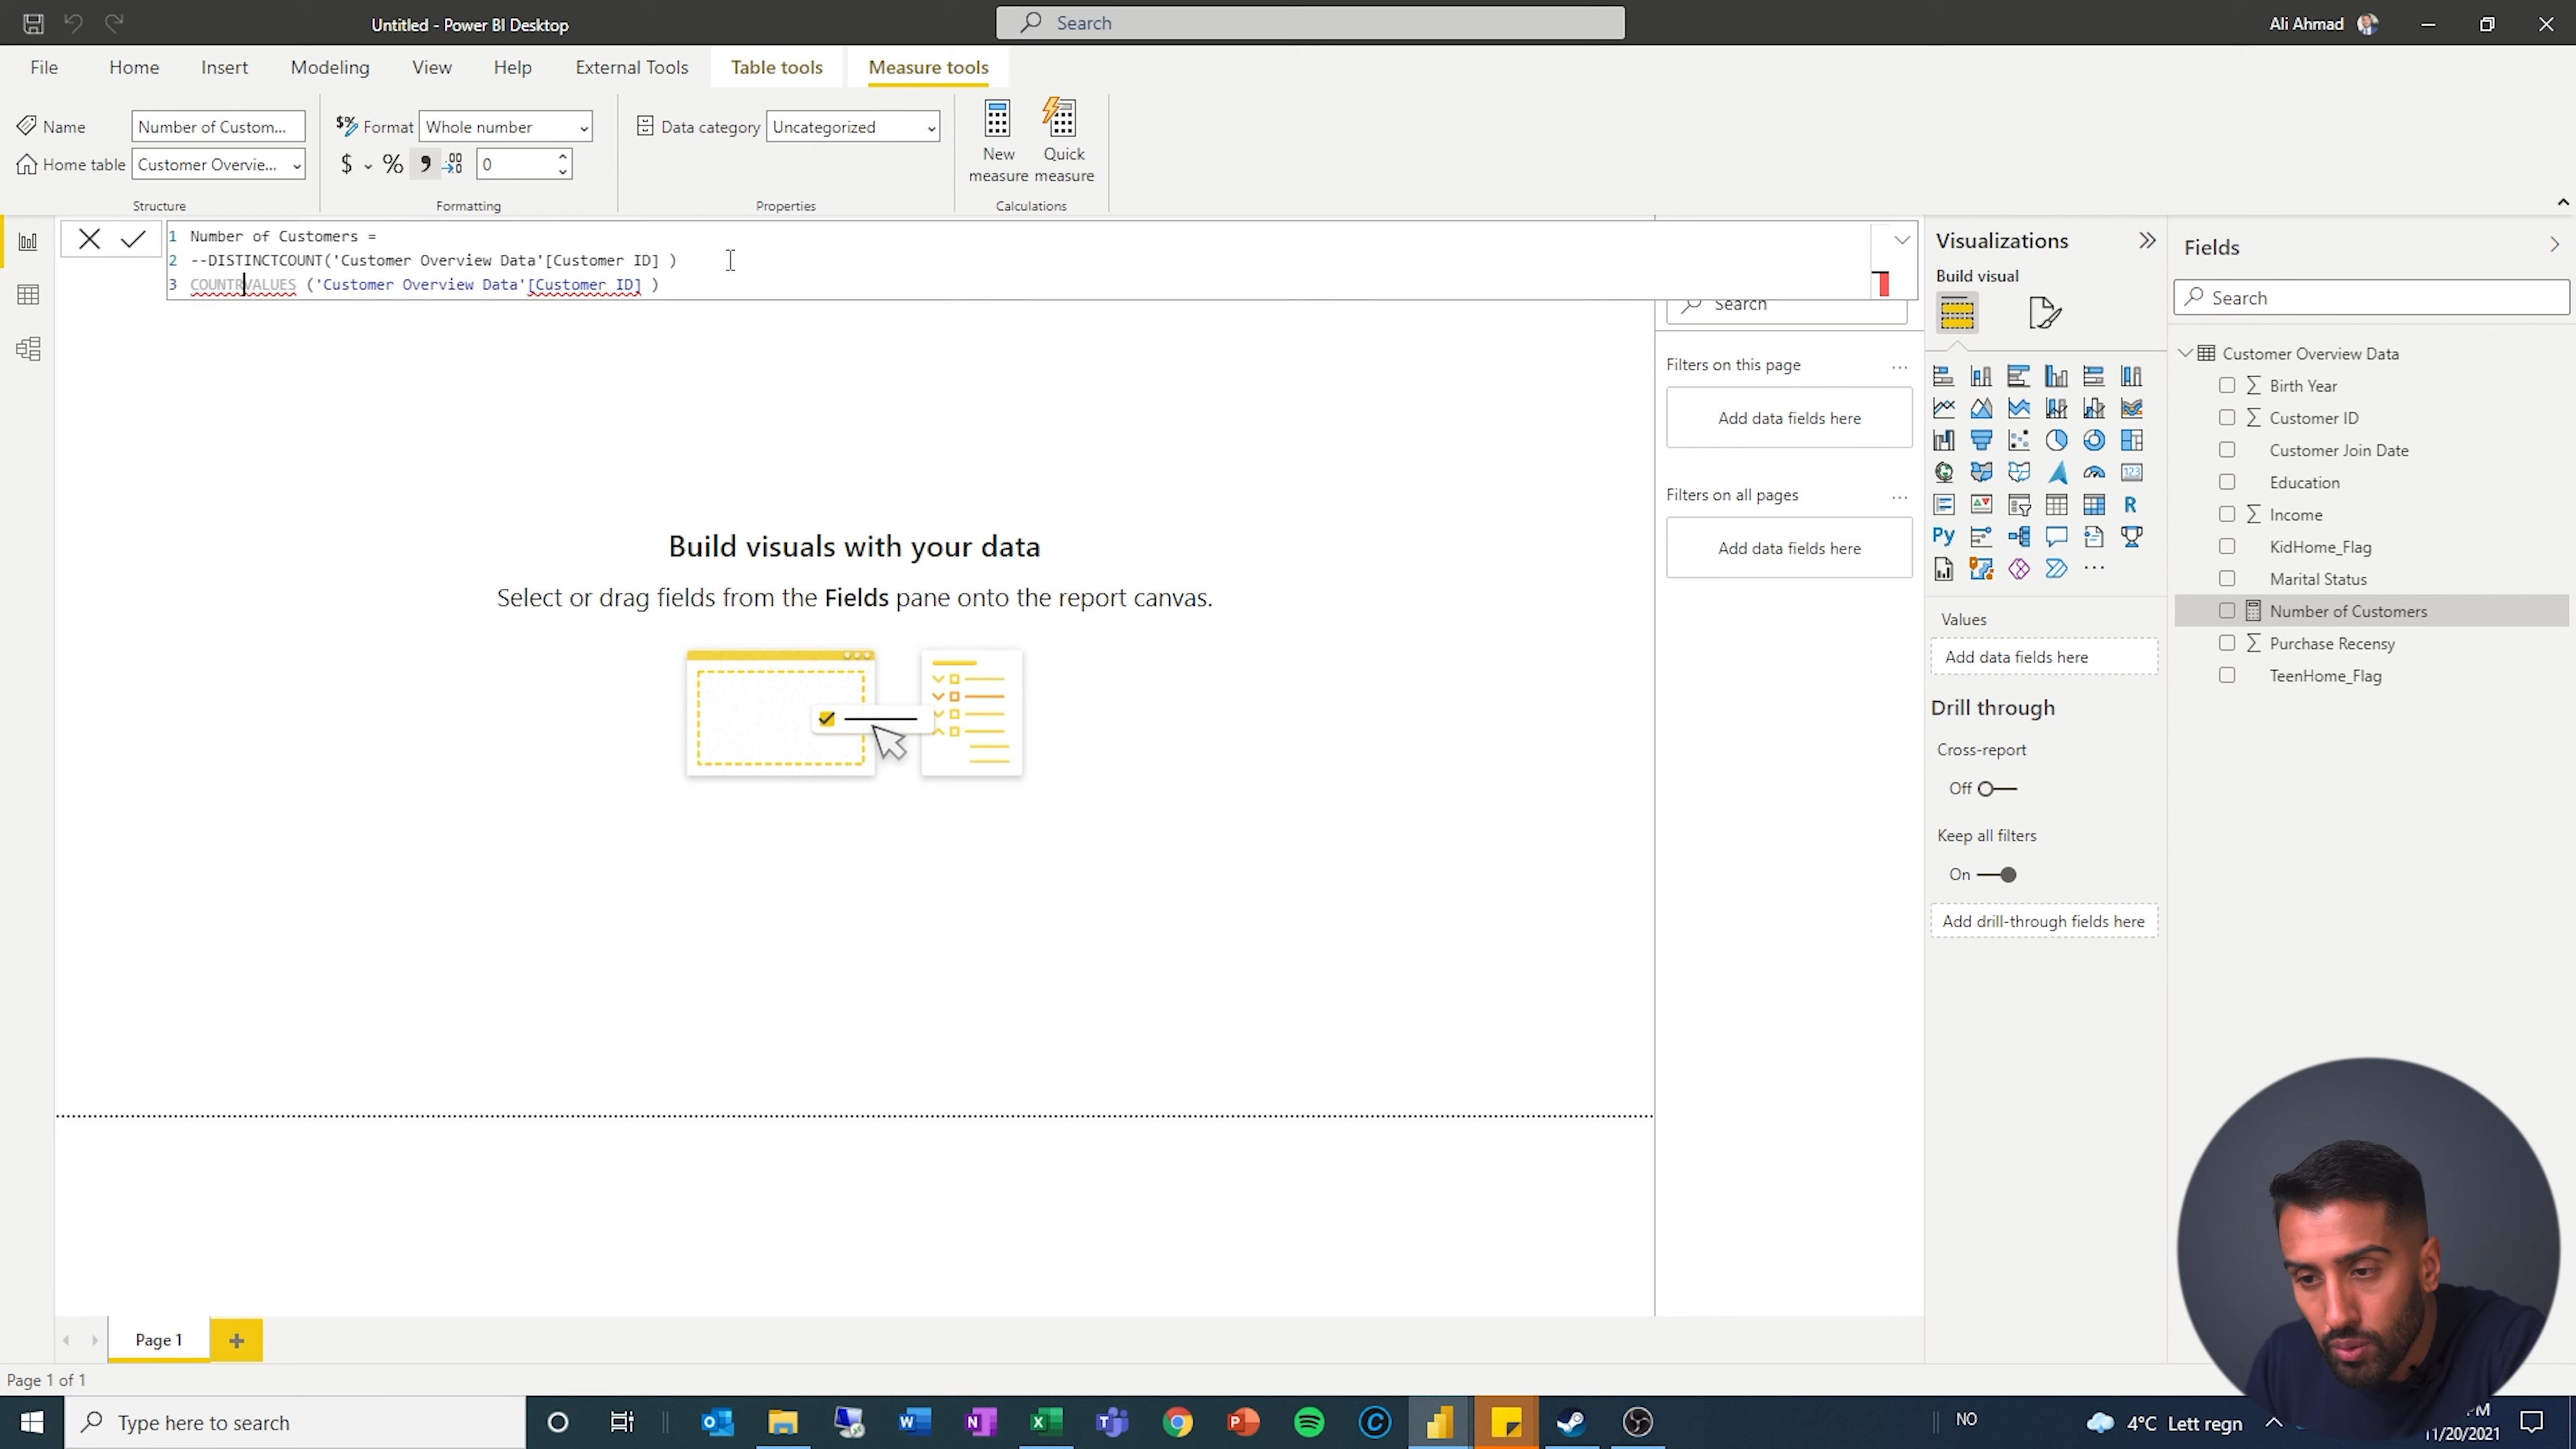 Untitled - Power BI Desktop
Search
Ali Ahmad
File Home Insert Modeling View Help External Tools Table tools Measure tools
Name Number of Custom...
Home table Customer Overvie...
Structure
$% Format Whole number
$ % 9 .00 0
Formatting
Data category Uncategorized
Properties
New measure
Quick measure
Calculations
1 Number of Customers =
2 --DISTINCTCOUNT('Customer Overview Data'[Customer ID] )
3 COUNTRVALUES ('Customer Overview Data'[Customer ID] )
Build visuals with your data
Select or drag fields from the Fields pane onto the report canvas.
Search
Filters on this page ...
Add data fields here
Filters on all pages ...
Add data fields here
Visualizations
Build visual
123
R
Py
...
Values
Add data fields here
Drill through
Cross-report
Off
Keep all filters
On
Add drill-through fields here
Fields
Search
Customer Overview Data
Birth Year
Customer ID
Customer Join Date
Education
Income
KidHome_Flag
Marital Status
Number of Customers
Purchase Recensy
TeenHome_Flag
Page 1
Page 1 of 1
Type here to search
NO
4°C Lett regn
11/20/2021